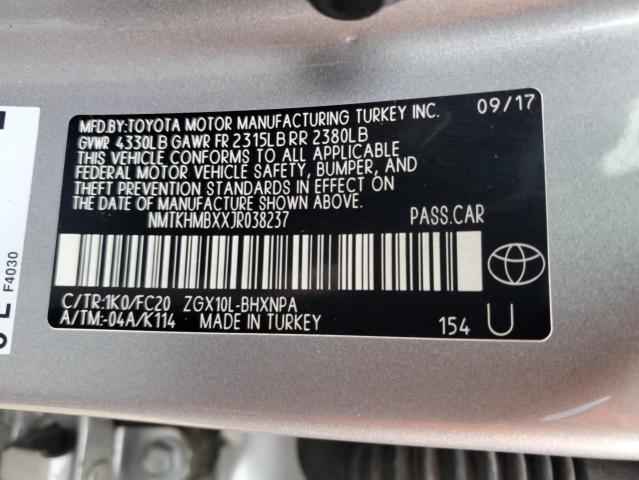 MFD.BY:TOYOTA MOTOR MANUFACTURING TURKEY INC. 09/17
GVWR 4330LB GAWR FR 2315LB RR 2380LB
THIS VEHICLE CONFORMS TO ALL APPLICABLE
FEDERAL MOTOR VEHICLE SAFETY, BUMPER, AND
THEFT PREVENTION STANDARDS IN EFFECT ON
THE DATE OF MANUFACTURE SHOWN ABOVE.
NMTKHMBXXJR038237 PASS.CAR
C/TR:1K0/FC20 ZGX10L-BHXNPA
A/TM:-04A/K114 MADE IN TURKEY 154 U
F4030